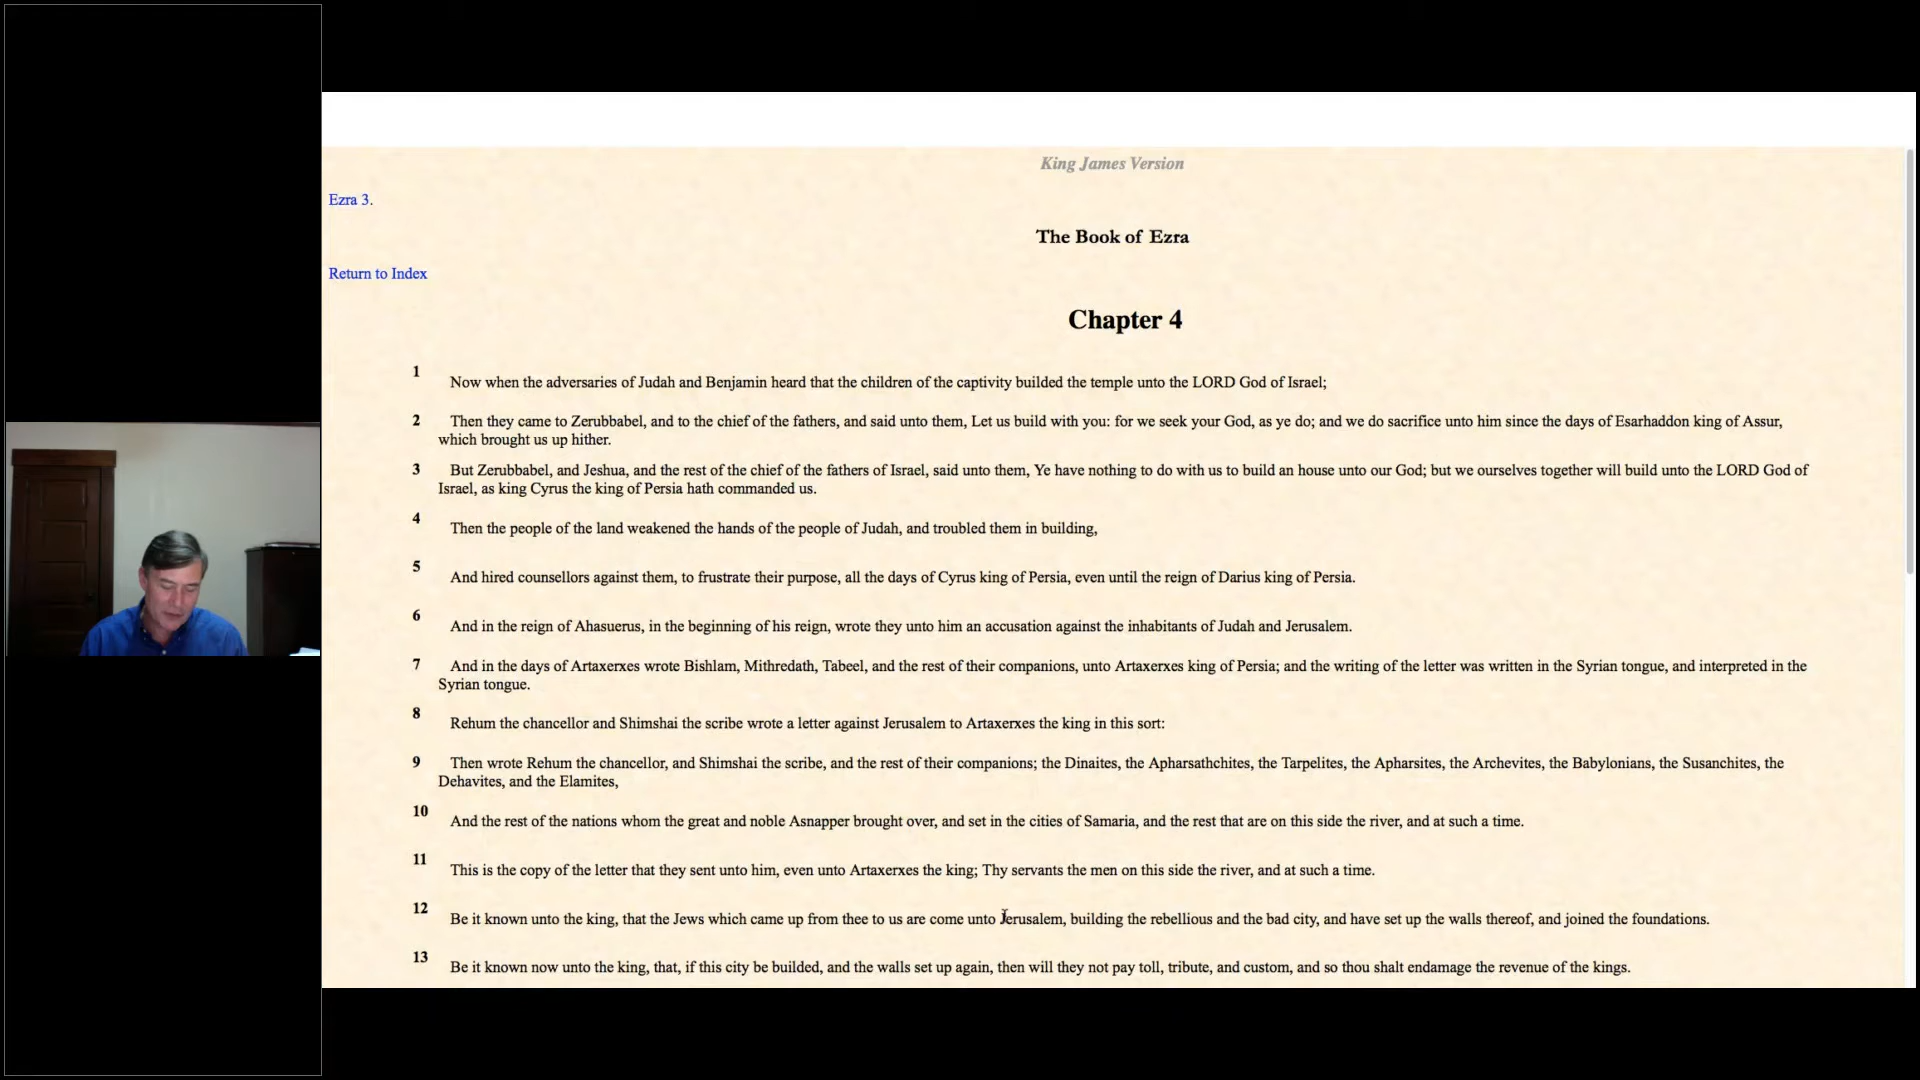 King James Version
Ezra 3.
The Book of Ezra
Return to Index
Chapter 4
1 Now when the adversaries of Judah and Benjamin heard that the children of the captivity builded the temple unto the LORD God of Israel;
2 Then they came to Zerubbabel, and to the chief of the fathers, and said unto them, Let us build with you: for we seek your God, as ye do; and we do sacrifice unto him since the days of Esarhaddon king of Assur,
which brought us up hither.
3 But Zerubbabel, and Jeshua, and the rest of the chief of the fathers of Israel, said unto them, Ye have nothing to do with us to build an house unto our God; but we ourselves together will build unto the LORD God of
Israel, as king Cyrus the king of Persia hath commanded us.
4 Then the people of the land weakened the hands of the people of Judah, and troubled them in building,
5 And hired counsellors against them, to frustrate their purpose, all the days of Cyrus king of Persia, even until the reign of Darius king of Persia.
6 And in the reign of Ahasuerus, in the beginning of his reign, wrote they unto him an accusation against the inhabitants of Judah and Jerusalem.
7 And in the days of Artaxerxes wrote Bishlam, Mithredath, Tabeel, and the rest of their companions, unto Artaxerxes king of Persia; and the writing of the letter was written in the Syrian tongue, and interpreted in the
Syrian tongue.
8 Rehum the chancellor and Shimshai the scribe wrote a letter against Jerusalem to Artaxerxes the king in this sort:
9 Then wrote Rehum the chancellor, and Shimshai the scribe, and the rest of their companions; the Dinaites, the Apharsathchites, the Tarpelites, the Apharsites, the Archevites, the Babylonians, the Susanchites, the
Dehavites, and the Elamites,
10 And the rest of the nations whom the great and noble Asnapper brought over, and set in the cities of Samaria, and the rest that are on this side the river, and at such a time.
11 This is the copy of the letter that they sent unto him, even unto Artaxerxes the king; Thy servants the men on this side the river, and at such a time.
12 Be it known unto the king, that the Jews which came up from thee to us are come unto Jerusalem, building the rebellious and the bad city, and have set up the walls thereof, and joined the foundations.
13 Be it known now unto the king, that, if this city be builded, and the walls set up again, then will they not pay toll, tribute, and custom, and so thou shalt endamage the revenue of the kings.